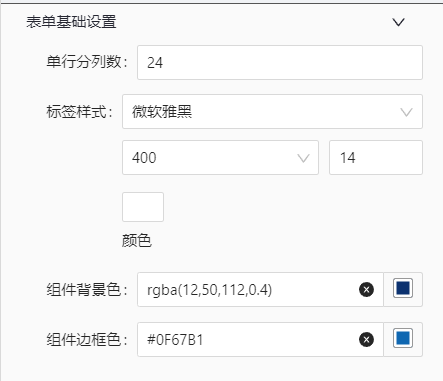 表单基础设置
单行分列数: 24
标签样式: 微软雅黑
400 14
颜色
组件背景色: rgba(12,50,112,0.4)
组件边框色: #0F67B1